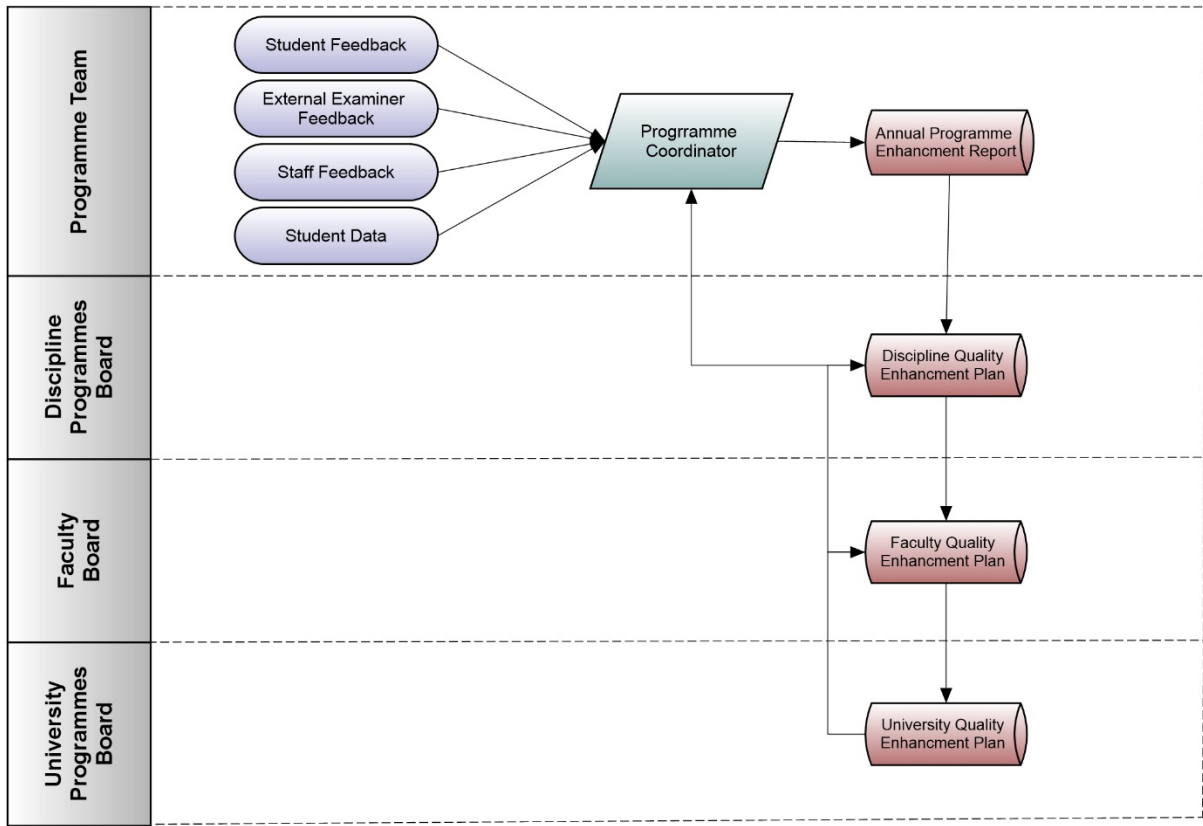 Programme Team
Student Feedback
External Examiner
Feedback
Staff Feedback
Student Data
Progrramme
Coordinator
Annual Programme
Enhancment Report
Discipline
Programmes
Board
Discipline Quality
Enhancment Plan
Faculty
Board
Faculty Quality
Enhancment Plan
University
Programmes
Board
University Quality
Enhancment Plan